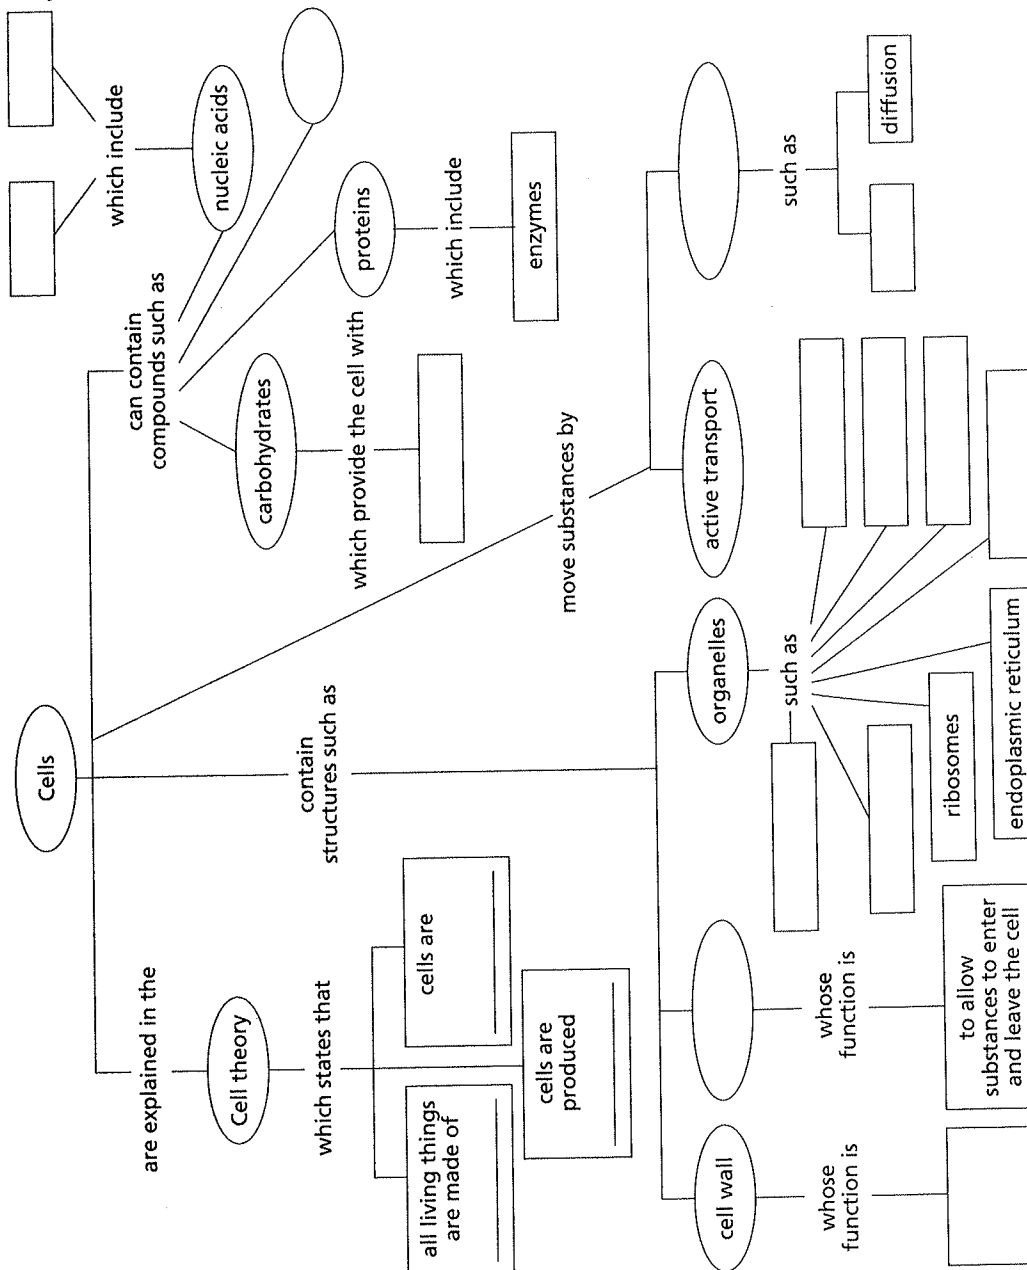 Cells
are explained in the
Cell theory
which states that
all living things
are made of
cells are
produced
cells are
contain
structures such as
cell wall
whose
function is
whose
function is
to allow
substances to enter
and leave the cell
organelles
such as
ribosomes
endoplasmic reticulum
move substances by
active transport
such as
diffusion
can contain
compounds such as
carbohydrates
which provide the cell with
proteins
which include
enzymes
nucleic acids
which include